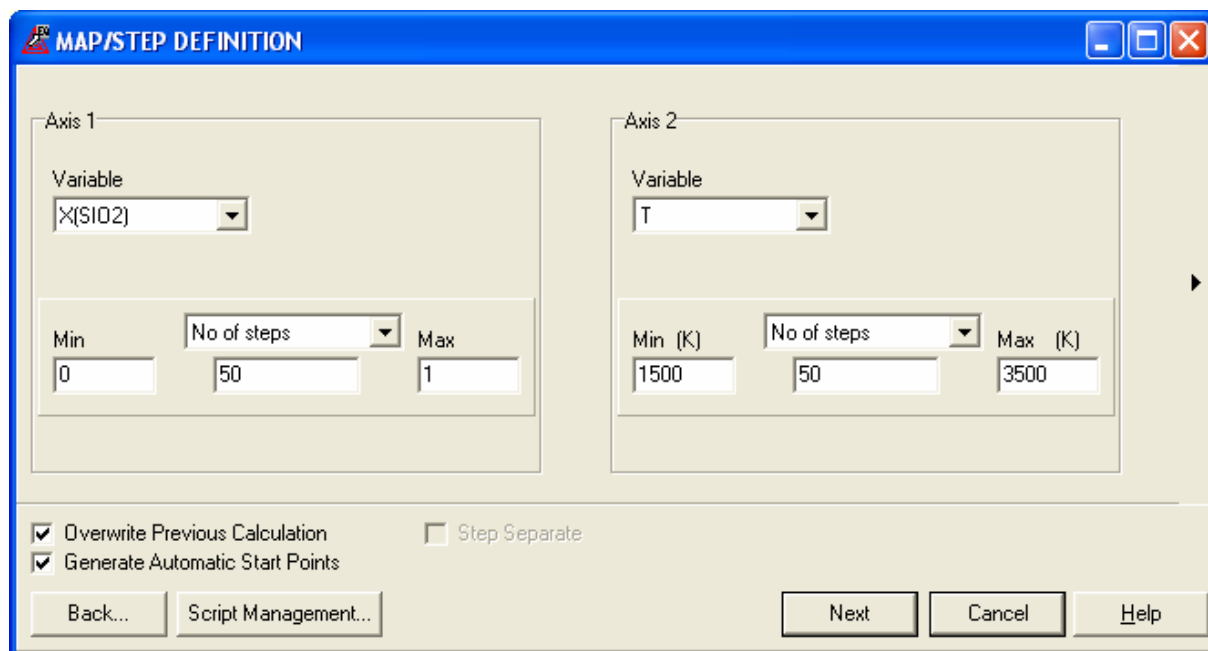 MAP/STEP DEFINITION
Axis 1
Variable
X(SIO2)
Min
No of steps
Max
0
50
1
Axis 2
Variable
T
Min (K)
No of steps
Max (K)
1500
50
3500
Overwrite Previous Calculation
Step Separate
Generate Automatic Start Points
Back...
Script Management...
Next
Cancel
Help